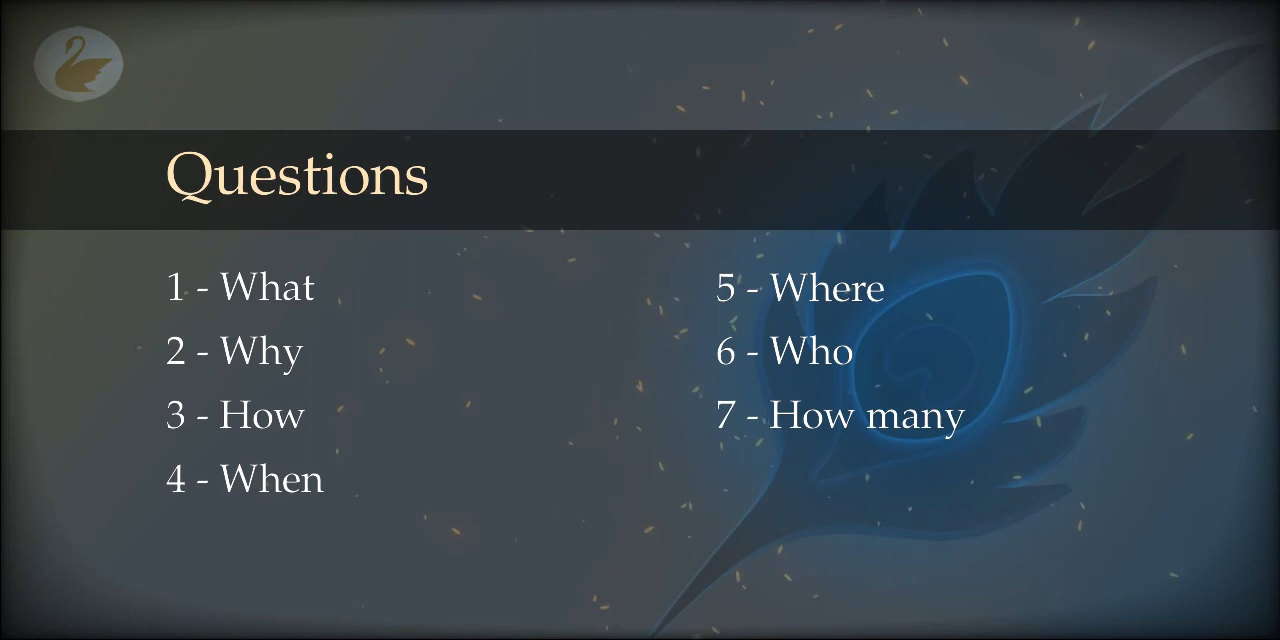 Questions
1 - What
2 - Why
3 - How
4 - When
5 - Where
6 - Who
7 - How many